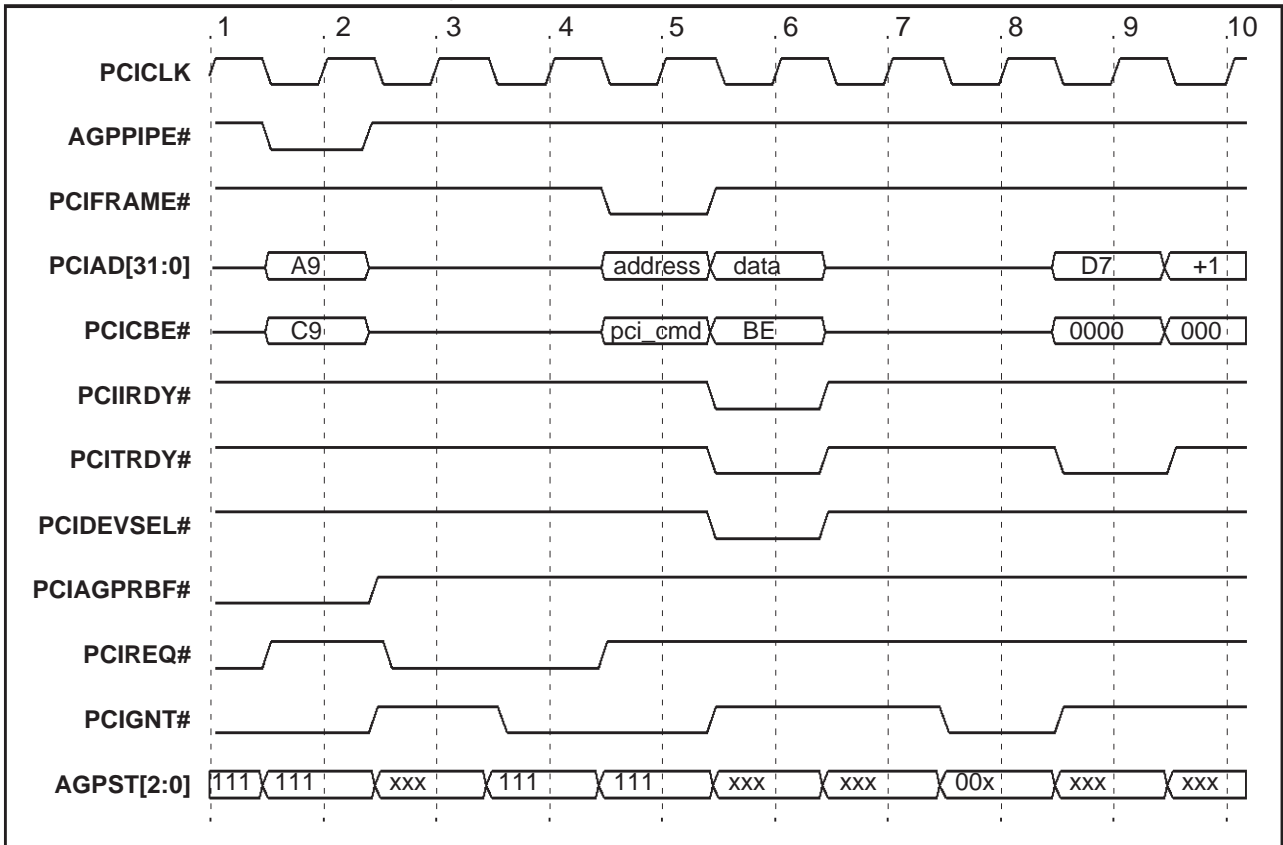 1 2 3 4 5 6 7 8 9 10
PCICLK
AGPPIPE#
PCIFRAME#
PCIAD[31:0] A9 address data D7 +1
PCICBE# C9 pci_cmd BE 0000 000
PCIIRDY#
PCITRDY#
PCIDEVSEL#
PCIAGPRBF#
PCIREQ#
PCIGNT#
AGPST[2:0] 111 111 xxx 111 111 xxx xxx 00x xxx xxx